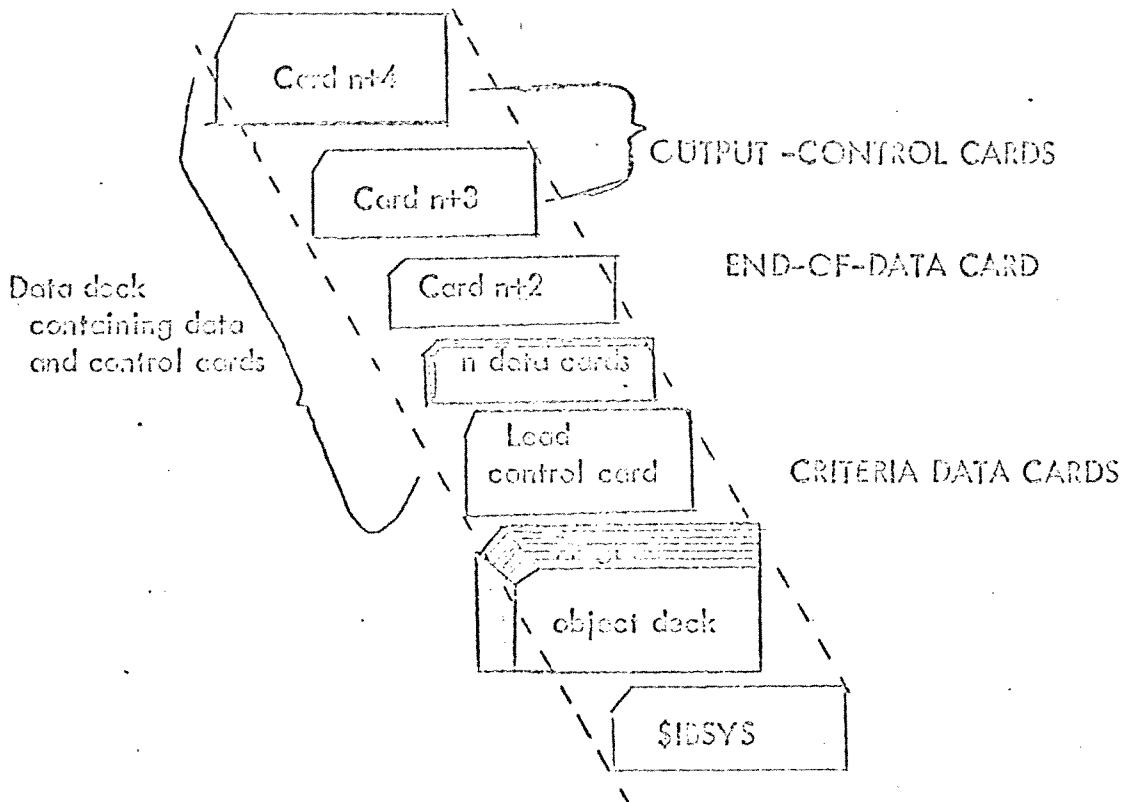 Card n+4
OUTPUT -CONTROL CARDS
Card n+3
END-OF-DATA CARD
Card n+2
Data deck
containing data
and control cards
n data cards
Load
control card
CRITERIA DATA CARDS
object deck
$IBSYS